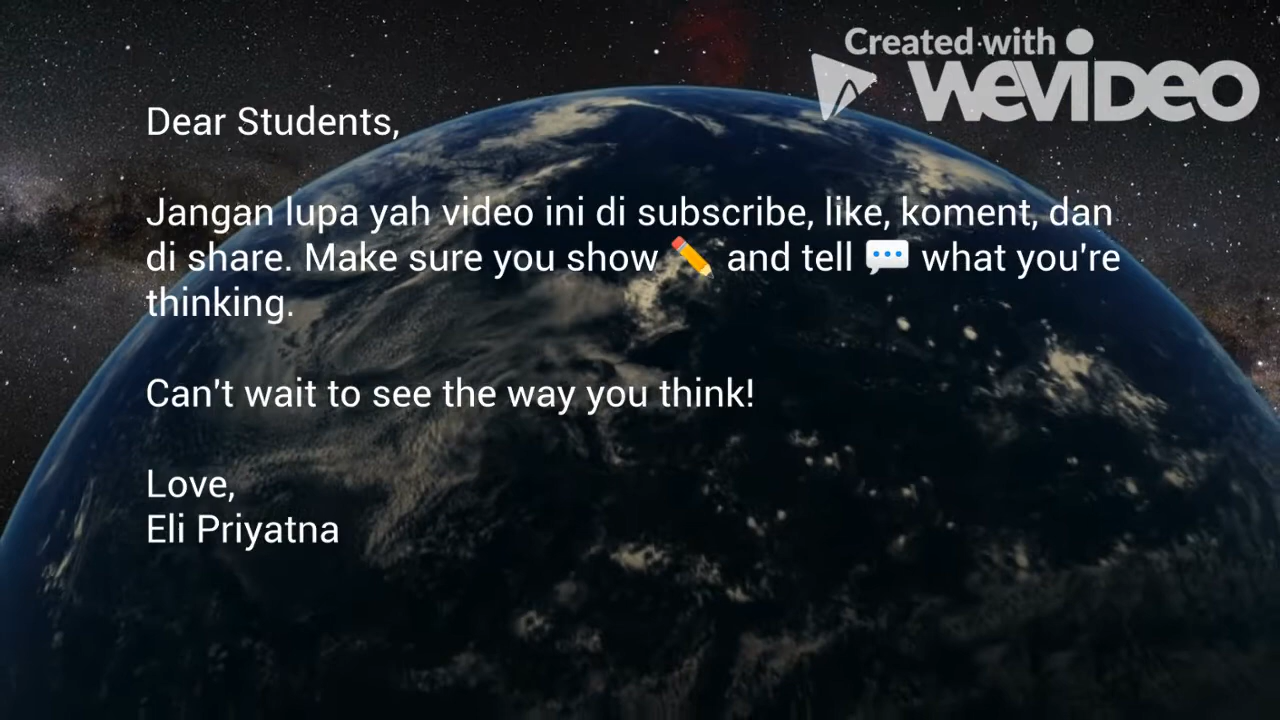 Created with
WEVIDEO
Dear Students,
Jangan lupa yah video ini di subscribe, like, koment, dan
di share. Make sure you show ✏️ and tell 💬 what you're
thinking.
Can't wait to see the way you think!
Love,
Eli Priyatna